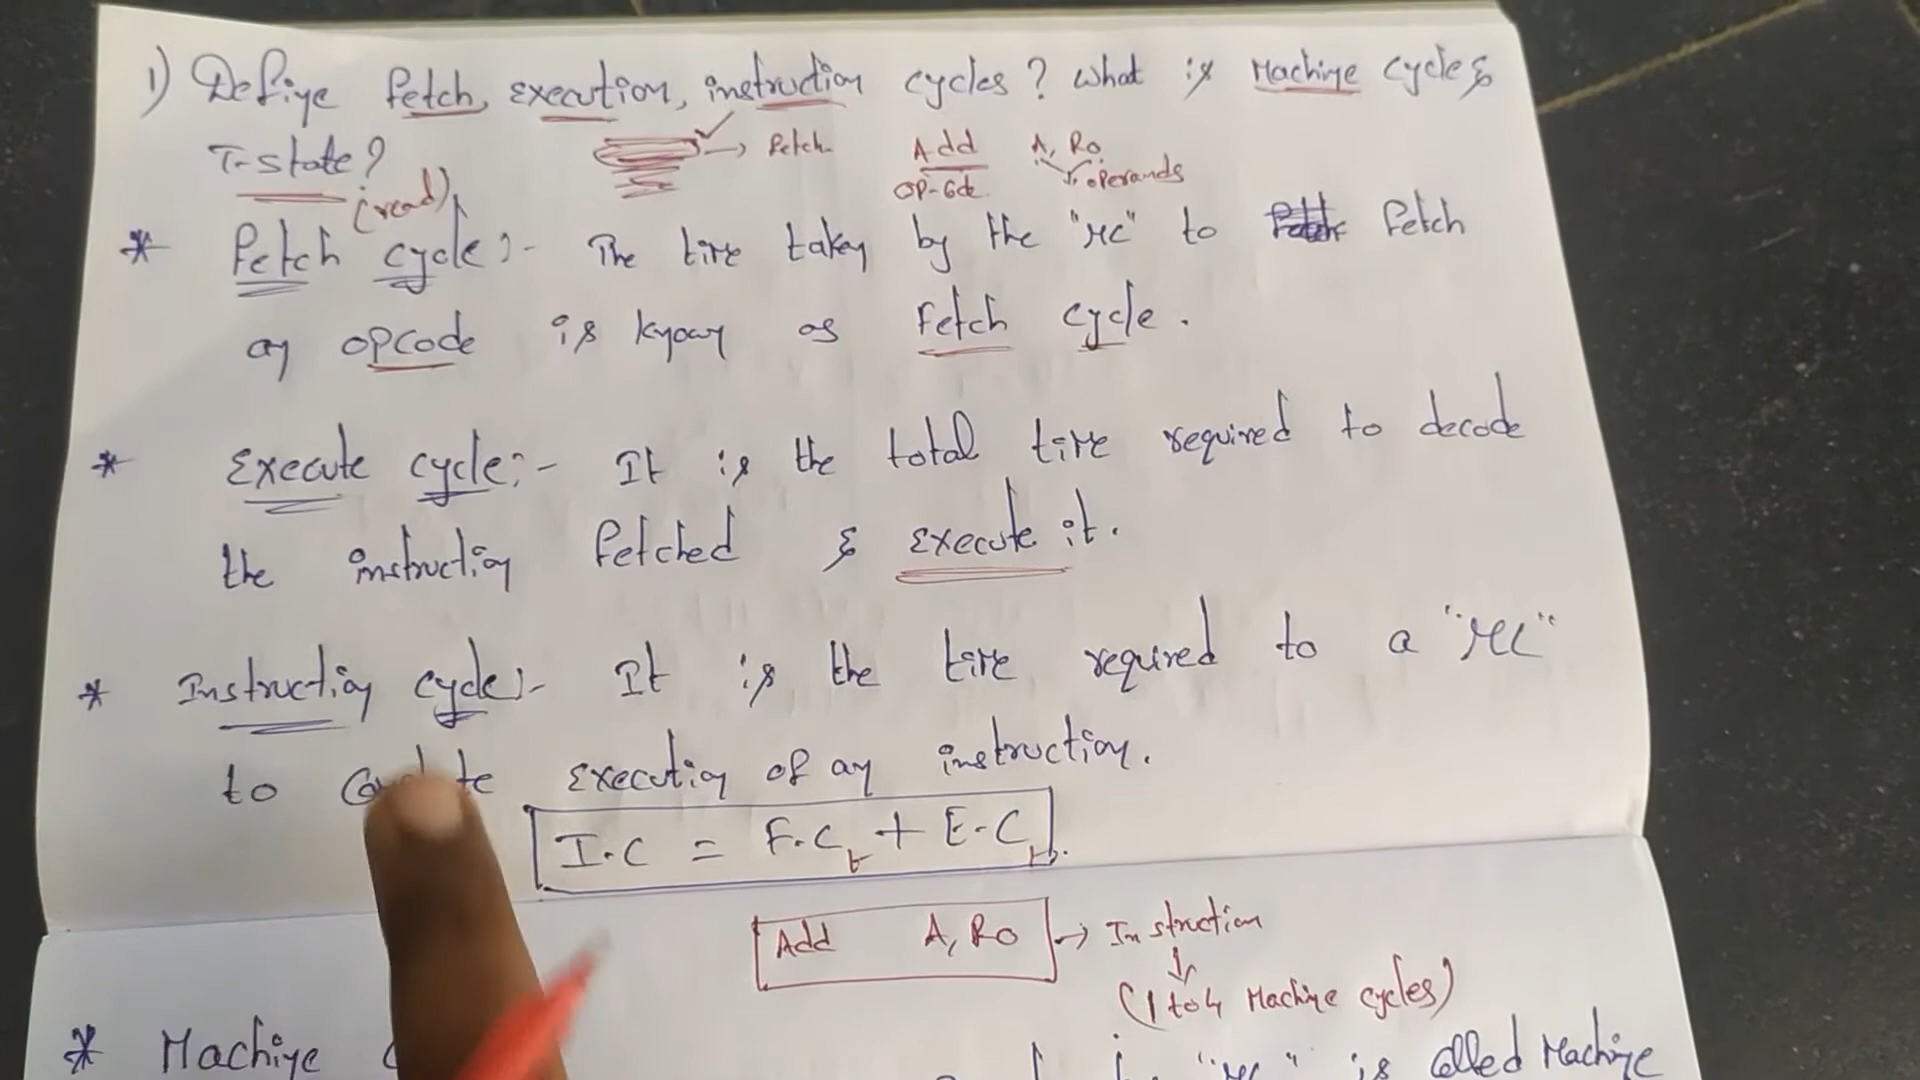 1) Define fetch, execution, instruction cycles? What is Machine cycle &
T-state?
→ fetch
Add A, R0
OP-Code operands
(read)
* Fetch cycle:- The time taken by the "MC" to fetch
an opcode is known as Fetch cycle.
* Execute cycle:- It is the total time required to decode
the instruction fetched & execute it.
* Instruction cycle:- It is the time required to a "MC"
to execution of an instruction.
I.C = F.C + E.C
Add A, R0 → Instruction
↓
(1 to 4 Machine cycles)
* Machine "MC" is called Machine